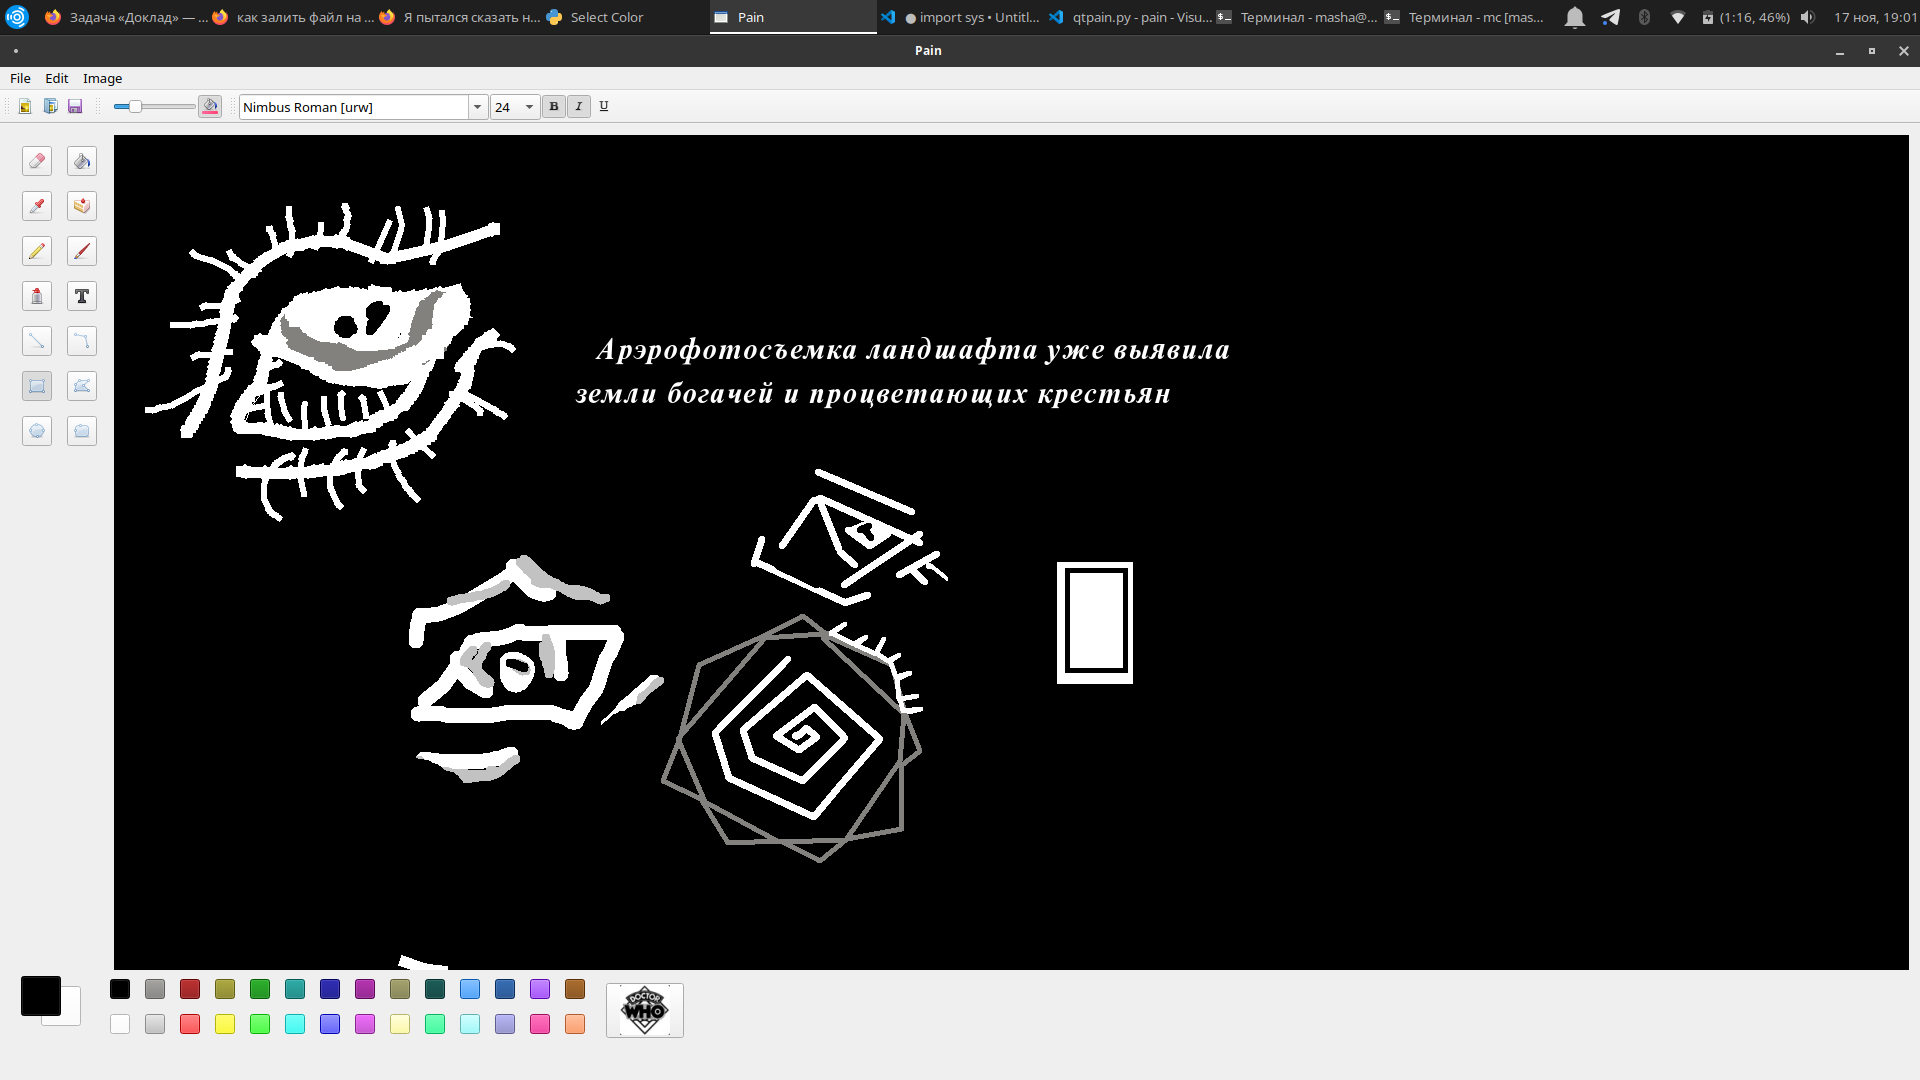 Задача «Доклад» — ...
как залить файл на ...
Я пытался сказать н...
Select Color
Pain
● import sys • Untitl...
qtpain.py - pain - Visu...
Терминал - masha@...
Терминал - mc [mas...
(1:16, 46%)
17 ноя, 19:01
Pain
File Edit Image
Nimbus Roman [urw] 24 B I U
T
Арэрофотосъемка ландшафта уже выявила
земли богачей и процветающих крестьян
DOCTOR
WHO